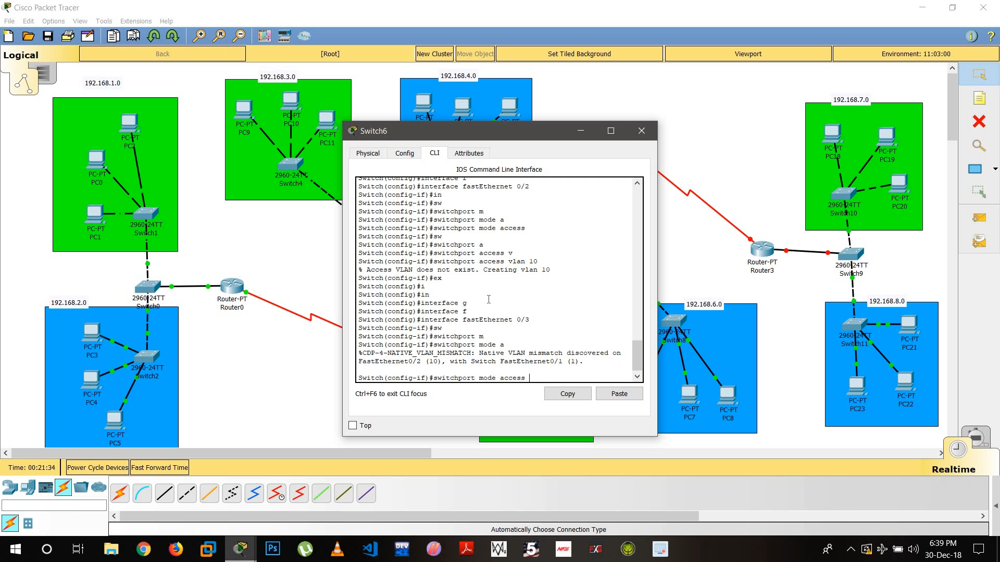 Cisco Packet Tracer
File Edit Options View Tools Extensions Help
Logical
Back
[Root]
New Cluster
Move Object
Set Tiled Background
Viewport
Environment: 11:03:00
192.168.1.0
PC-PT
PC2
PC-PT
PC0
PC-PT
PC1
2960-24TT
Switch1
192.168.3.0
PC-PT
PC9
PC-PT
PC10
PC-PT
PC11
2960-24TT
Switch4
192.168.4.0
PC-PT
192.168.7.0
PC-PT
PC18
PC-PT
PC19
PC-PT
PC20
2960-24TT
Switch10
Router-PT
Router3
2960-24TT
Switch9
2960-24TT
Switch0
Router-PT
Router0
192.168.2.0
PC-PT
PC3
PC-PT
PC4
PC-PT
PC5
2960-24TT
Switch2
192.168.6.0
2960-24TT
Switch8
PC-PT
PC7
PC-PT
PC8
192.168.8.0
2960-24TT
Switch11
PC-PT
PC21
PC-PT
PC22
PC-PT
PC23
Switch6
Physical Config CLI Attributes
IOS Command Line Interface
Switch(config)#interface f
Switch(config)#interface fastEthernet 0/2
Switch(config-if)#in
Switch(config-if)#sw
Switch(config-if)#switchport m
Switch(config-if)#switchport mode a
Switch(config-if)#switchport mode access
Switch(config-if)#sw
Switch(config-if)#switchport a
Switch(config-if)#switchport access v
Switch(config-if)#switchport access vlan 10
% Access VLAN does not exist. Creating vlan 10
Switch(config-if)#ex
Switch(config)#i
Switch(config)#in
Switch(config)#interface g
Switch(config)#interface f
Switch(config)#interface fastEthernet 0/3
Switch(config-if)#sw
Switch(config-if)#switchport m
Switch(config-if)#switchport mode a
%CDP-4-NATIVE_VLAN_MISMATCH: Native VLAN mismatch discovered on
FastEthernet0/2 (10), with Switch FastEthernet0/1 (1).
Switch(config-if)#switchport mode access
Ctrl+F6 to exit CLI focus
Copy
Paste
Top
Time: 00:21:34
Power Cycle Devices
Fast Forward Time
Realtime
Automatically Choose Connection Type
6:39 PM
30-Dec-18